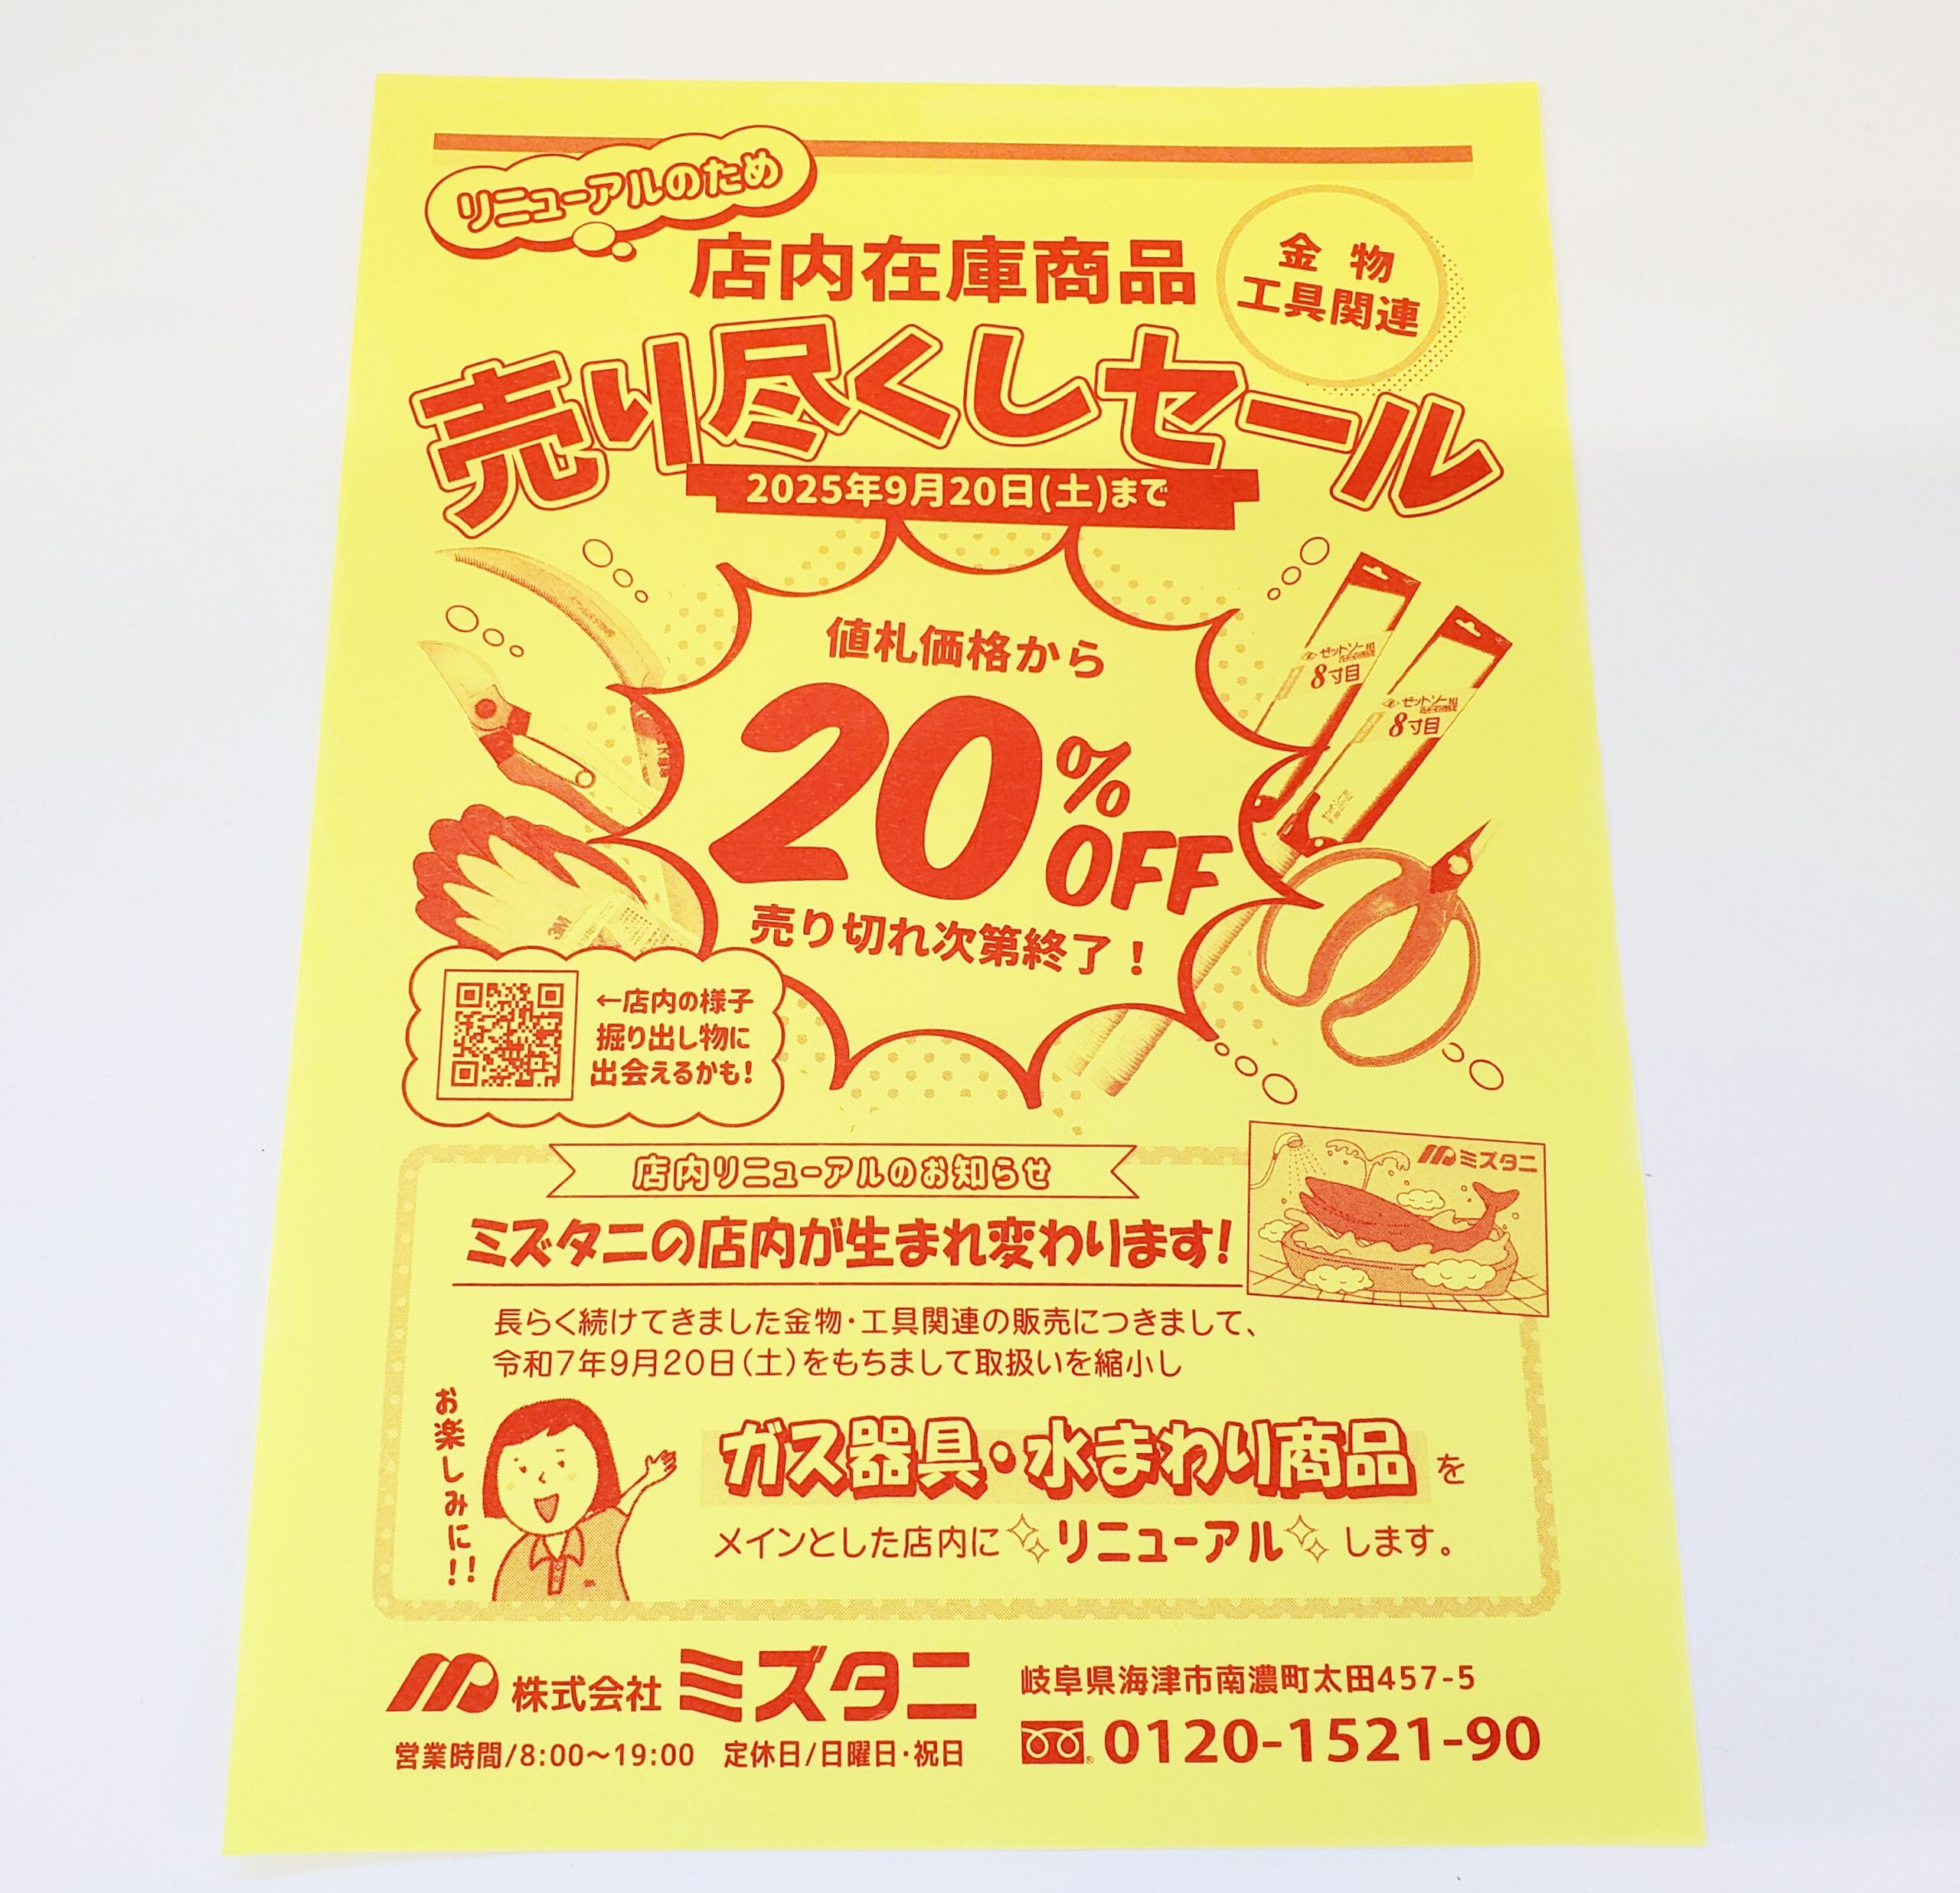 リニューアルのため
店内在庫商品
金物
工具関連
売り尽くしセール
2025年9月20日(土)まで
値札価格から
20%OFF
売り切れ次第終了！
ゼットソー
8寸目
ゼットソー
8寸目
3M
←店内の様子
掘り出し物に
出会えるかも！
店内リニューアルのお知らせ
ミズタニ
ミズタニの店内が生まれ変わります！
長らく続けてきました金物・工具関連の販売につきまして、
令和7年9月20日（土）をもちまして取扱いを縮小し
お楽しみに！！
ガス器具・水まわり商品を
メインとした店内にリニューアルします。
株式会社ミズタニ
岐阜県海津市南濃町太田457-5
0120-1521-90
営業時間/8:00〜19:00　定休日/日曜日・祝日